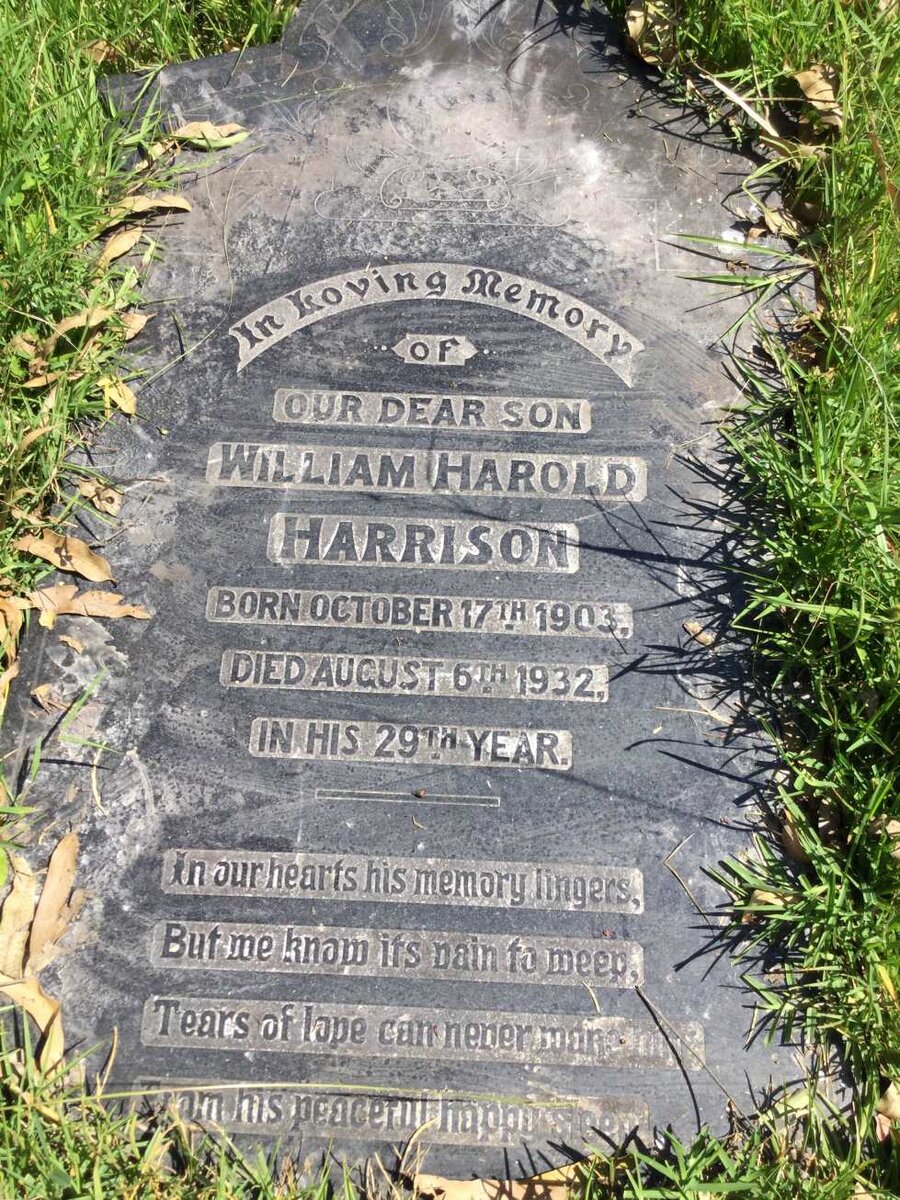 In Loving Memory
OF
OUR DEAR SON
WILLIAM HAROLD
HARRISON
BORN OCTOBER 17TH 1903,
DIED AUGUST 6TH 1932,
IN HIS 29TH YEAR.
In our hearts his memory lingers,
But we know its vain to weep,
Tears of love can never
his peaceful happy sleep